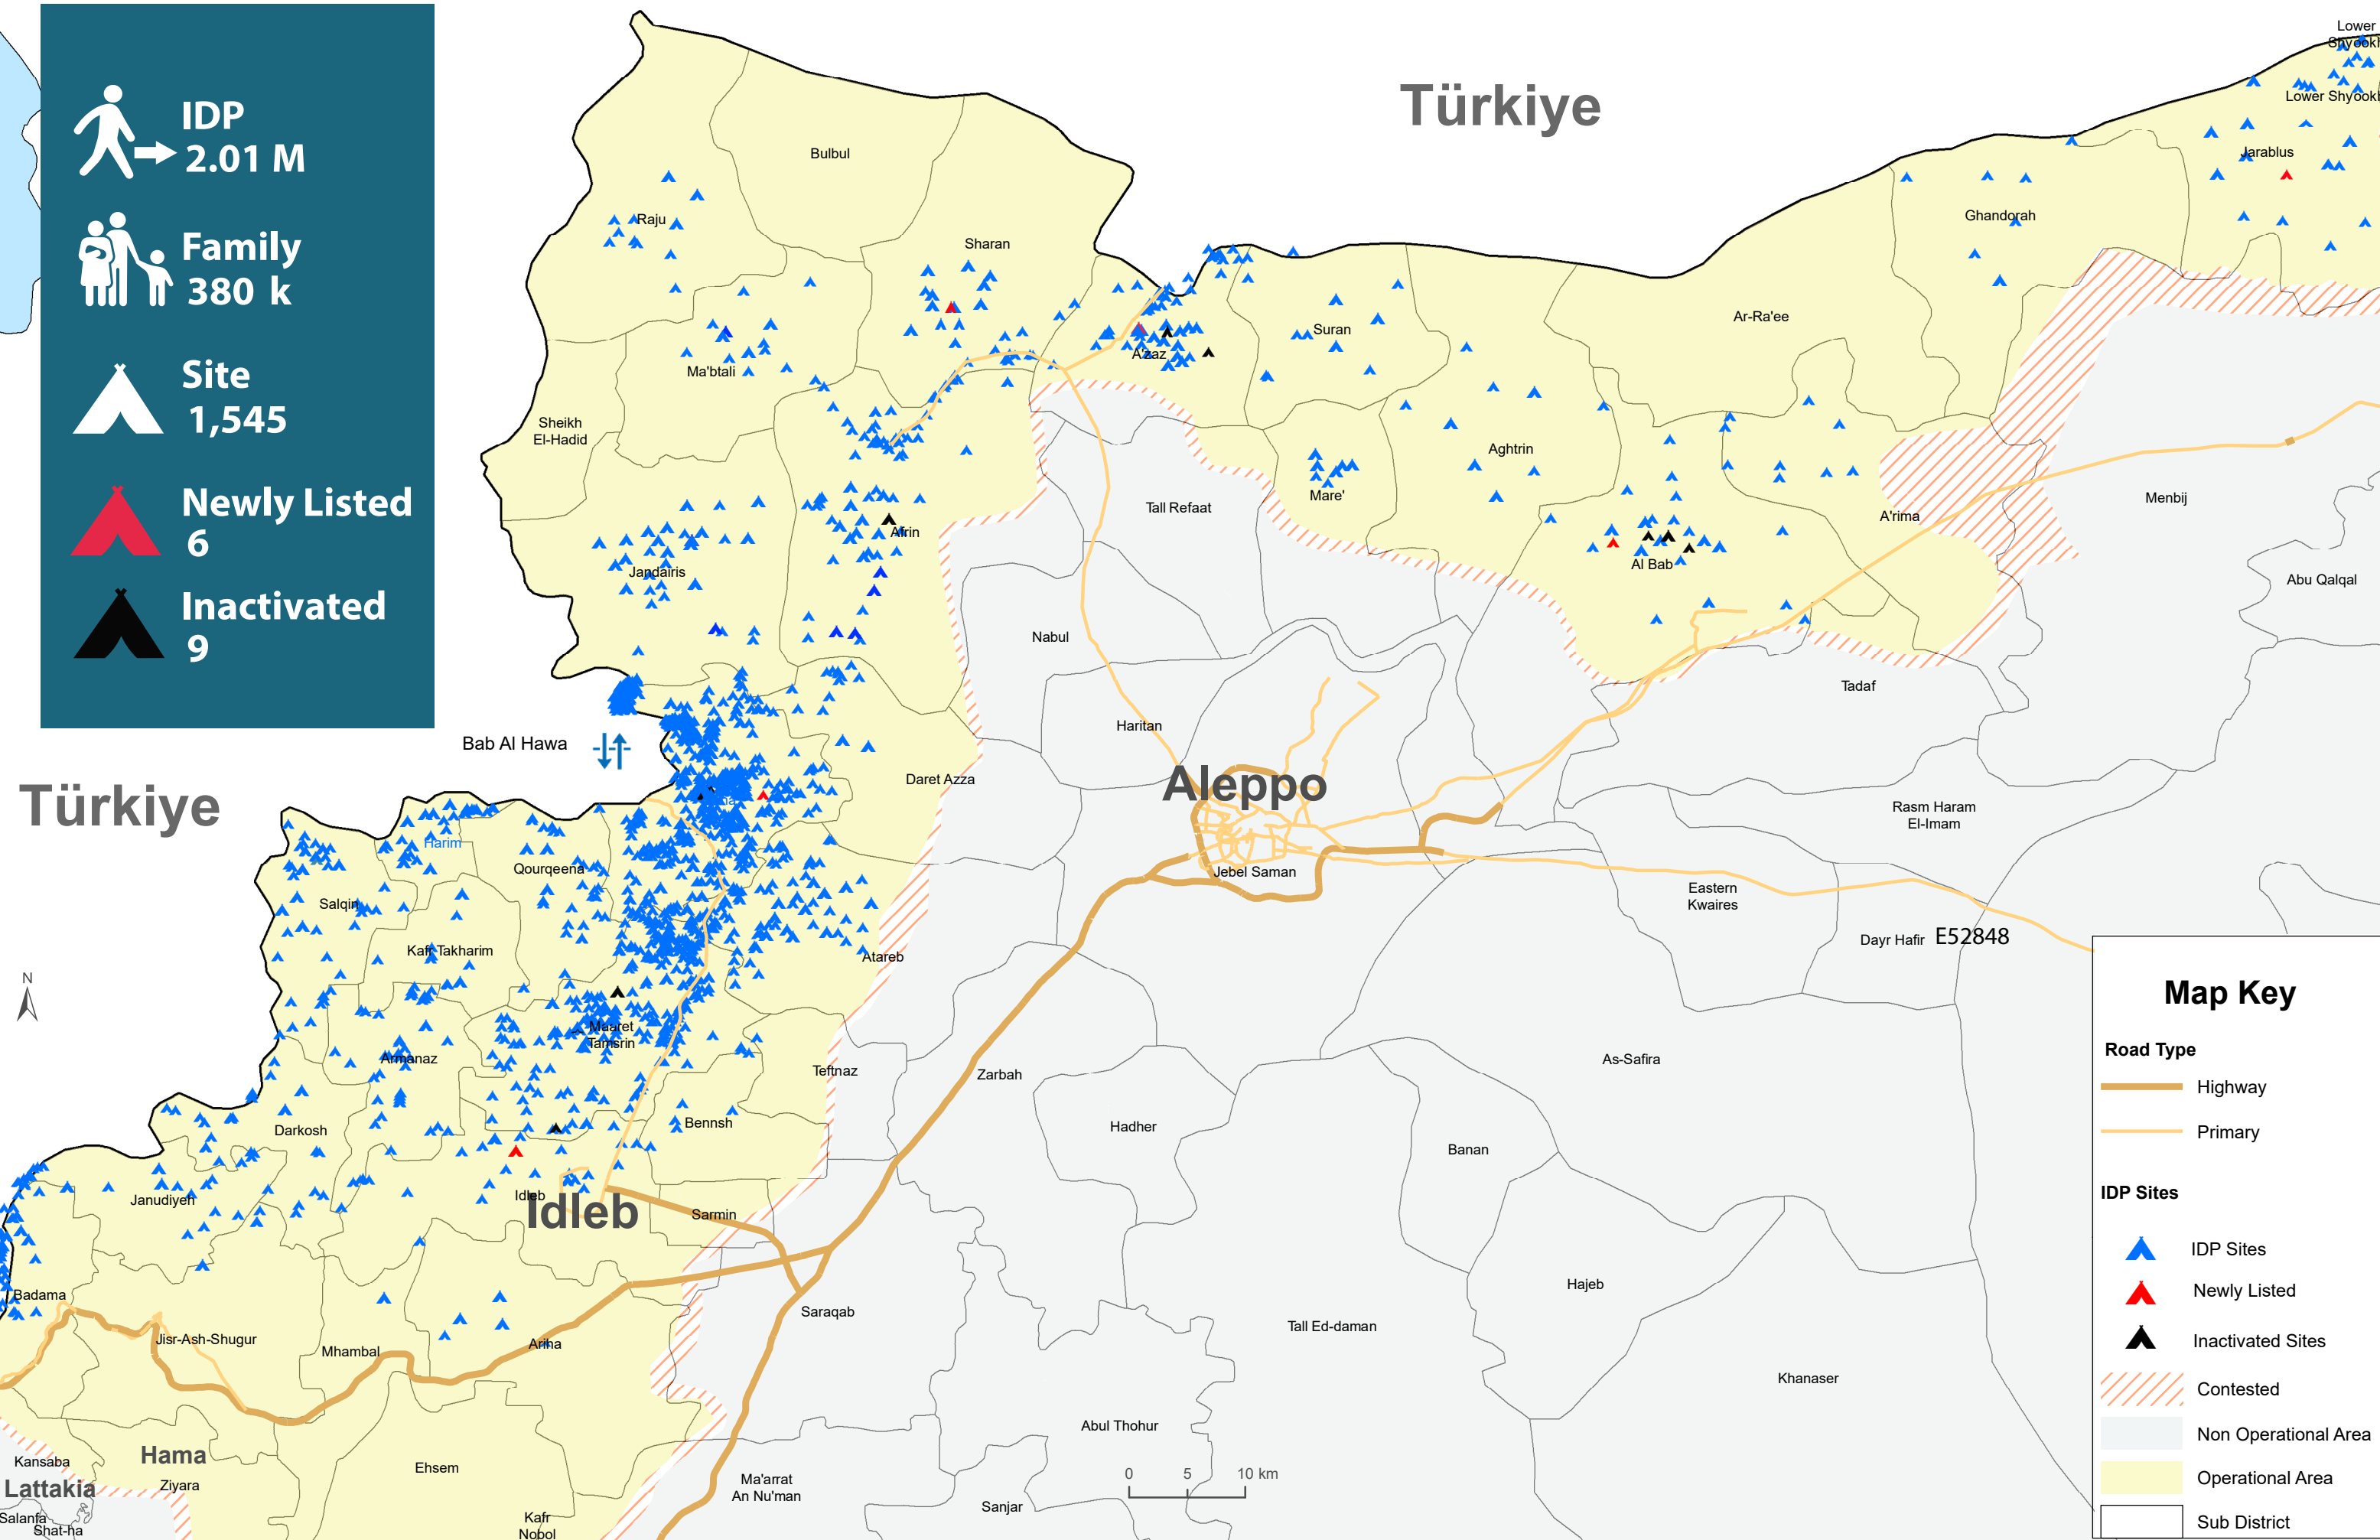 IDP
2.01 M
Family
380 k
Site
1,545
Newly Listed
6
Inactivated
9
Türkiye
Türkiye
Lower
Shyookh
Lower Shyookh
Jarablus
Ghandorah
Bulbul
Raju
Sharan
Ar-Ra'ee
Suran
A'zaz
Ma'btali
Sheikh
El-Hadid
Aghtrin
Mare'
Tall Refaat
Menbij
A'rima
Afrin
Al Bab
Jandairis
Abu Qalqal
Nabul
Tadaf
Haritan
Bab Al Hawa
Daret Azza
Aleppo
Rasm Haram
El-Imam
Harim
Qourqeena
Jebel Saman
Eastern
Kwaires
Salqin
Dayr Hafir
E52848
Kafr Takharim
Atareb
N
Maaret
Tamsrin
Armanaz
Teftnaz
Zarbah
As-Safira
Bennsh
Darkosh
Hadher
Banan
Janudiyeh
Idleb
Idleb
Sarmin
Badama
Saraqab
Hajeb
Jisr-Ash-Shugur
Mhambal
Ariha
Tall Ed-daman
Khanaser
Abul Thohur
Hama
Kansaba
Ehsem
Ziyara
Lattakia
Ma'arrat
An Nu'man
Sanjar
Salanfa
Shat-ha
Kafr
Nobol
0 5 10 km
Map Key
Road Type
Highway
Primary
IDP Sites
IDP Sites
Newly Listed
Inactivated Sites
Contested
Non Operational Area
Operational Area
Sub District